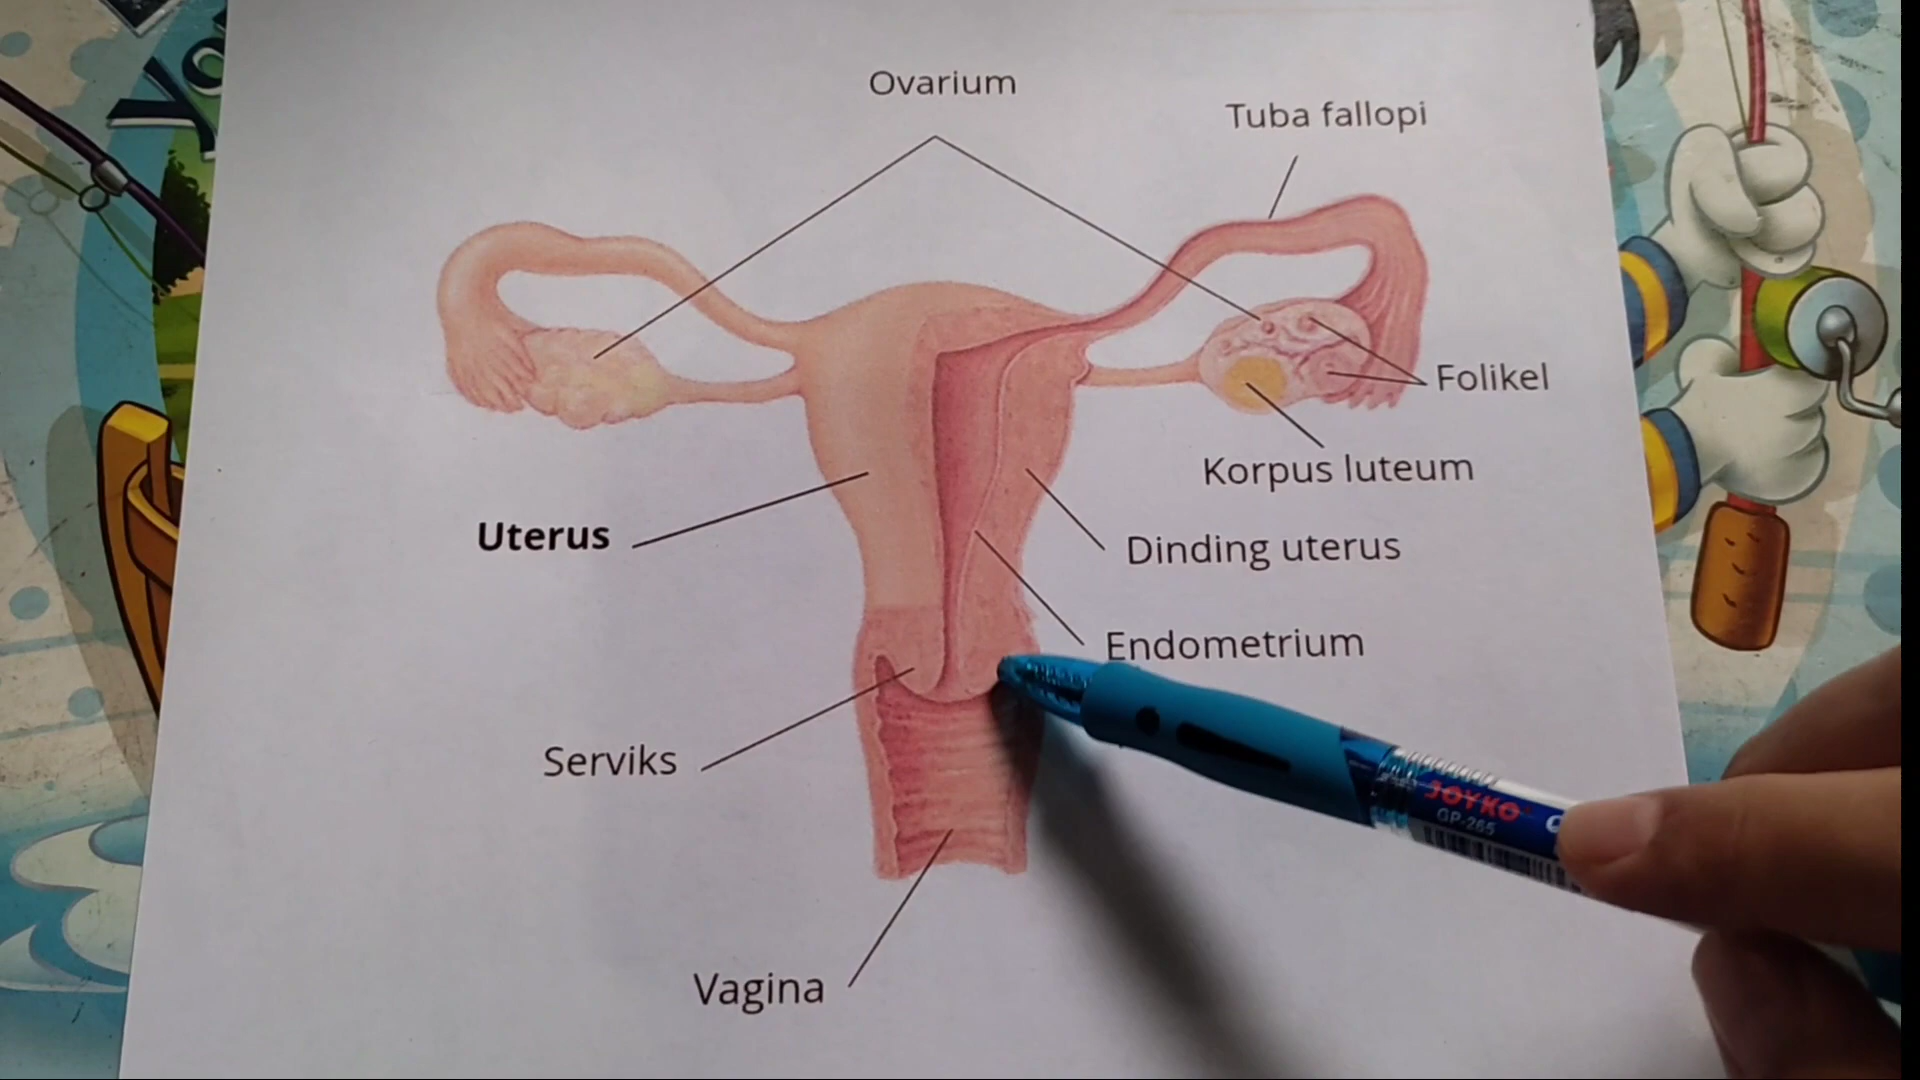 Ovarium
Tuba fallopi
Folikel
Korpus luteum
Uterus
Dinding uterus
Endometrium
Serviks
Vagina
JOYKO
GP-265